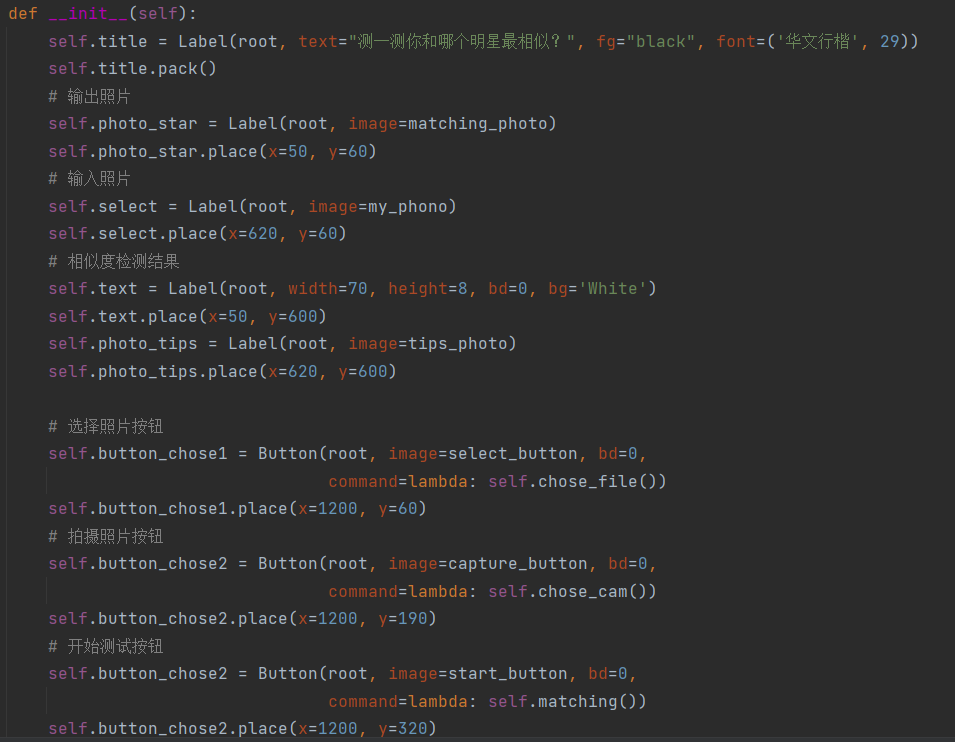 def __init__(self):
    self.title = Label(root, text="测一测你和哪个明星最相似？", fg="black", font=('华文行楷', 29))
    self.title.pack()
    # 输出照片
    self.photo_star = Label(root, image=matching_photo)
    self.photo_star.place(x=50, y=60)
    # 输入照片
    self.select = Label(root, image=my_phono)
    self.select.place(x=620, y=60)
    # 相似度检测结果
    self.text = Label(root, width=70, height=8, bd=0, bg='White')
    self.text.place(x=50, y=600)
    self.photo_tips = Label(root, image=tips_photo)
    self.photo_tips.place(x=620, y=600)

    # 选择照片按钮
    self.button_chose1 = Button(root, image=select_button, bd=0,
                                command=lambda: self.chose_file())
    self.button_chose1.place(x=1200, y=60)
    # 拍摄照片按钮
    self.button_chose2 = Button(root, image=capture_button, bd=0,
                                command=lambda: self.chose_cam())
    self.button_chose2.place(x=1200, y=190)
    # 开始测试按钮
    self.button_chose2 = Button(root, image=start_button, bd=0,
                                command=lambda: self.matching())
    self.button_chose2.place(x=1200, y=320)